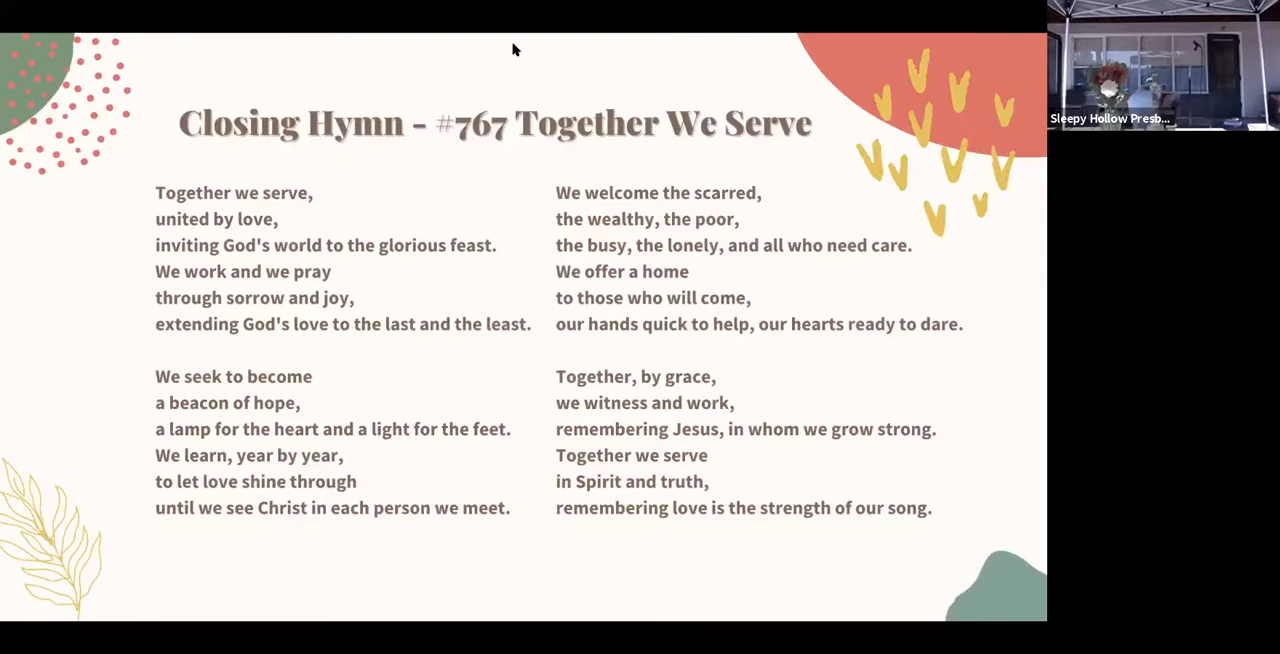 Closing Hymn - #767 Together We Serve
Together we serve,
united by love,
inviting God's world to the glorious feast.
We work and we pray
through sorrow and joy,
extending God's love to the last and the least.
We seek to become
a beacon of hope,
a lamp for the heart and a light for the feet.
We learn, year by year,
to let love shine through
until we see Christ in each person we meet.
We welcome the scarred,
the wealthy, the poor,
the busy, the lonely, and all who need care.
We offer a home
to those who will come,
our hands quick to help, our hearts ready to dare.
Together, by grace,
we witness and work,
remembering Jesus, in whom we grow strong.
Together we serve
in Spirit and truth,
remembering love is the strength of our song.
Sleepy Hollow Presb...